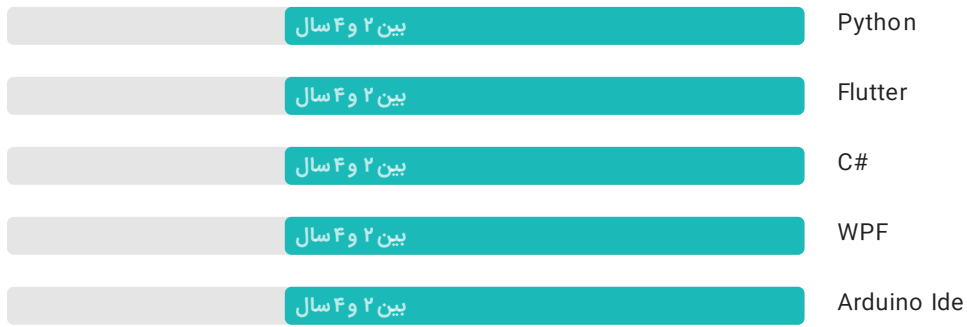 Python
بین ۲ و ۴ سال
Flutter
بین ۲ و ۴ سال
C#
بین ۲ و ۴ سال
WPF
بین ۲ و ۴ سال
Arduino Ide
بین ۲ و ۴ سال